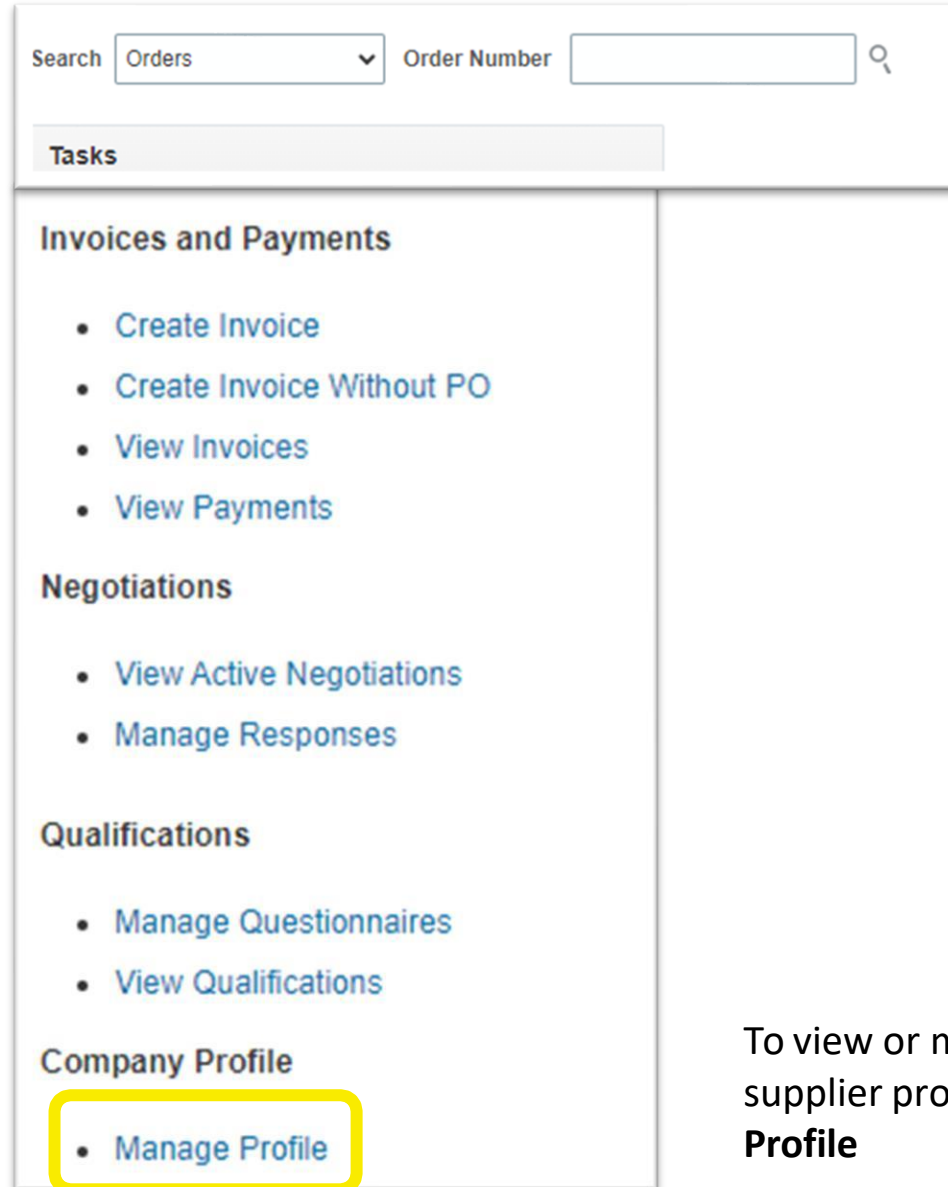 Search Orders Order Number
Tasks
Invoices and Payments
• Create Invoice
• Create Invoice Without PO
• View Invoices
• View Payments
Negotiations
• View Active Negotiations
• Manage Responses
Qualifications
• Manage Questionnaires
• View Qualifications
Company Profile
• Manage Profile
To view or
supplier
Profile